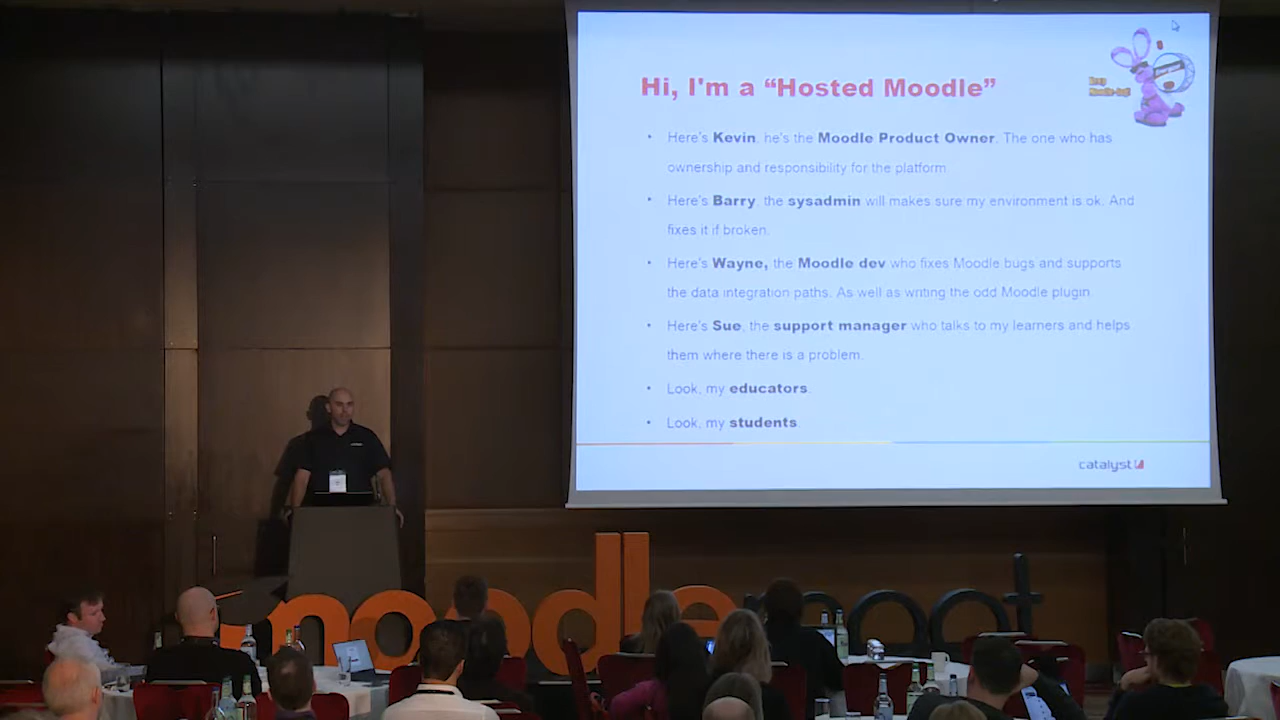 Hi, I'm a “Hosted Moodle”
Keep
Moodle-ing!
• Here's Kevin, he's the Moodle Product Owner. The one who has
ownership and responsibility for the platform.
• Here's Barry, the sysadmin will makes sure my environment is ok. And
fixes it if broken.
• Here's Wayne, the Moodle dev who fixes Moodle bugs and supports
the data integration paths. As well as writing the odd Moodle plugin.
• Here's Sue, the support manager who talks to my learners and helps
them where there is a problem.
• Look, my educators.
• Look, my students.
catalyst
moodlemoot